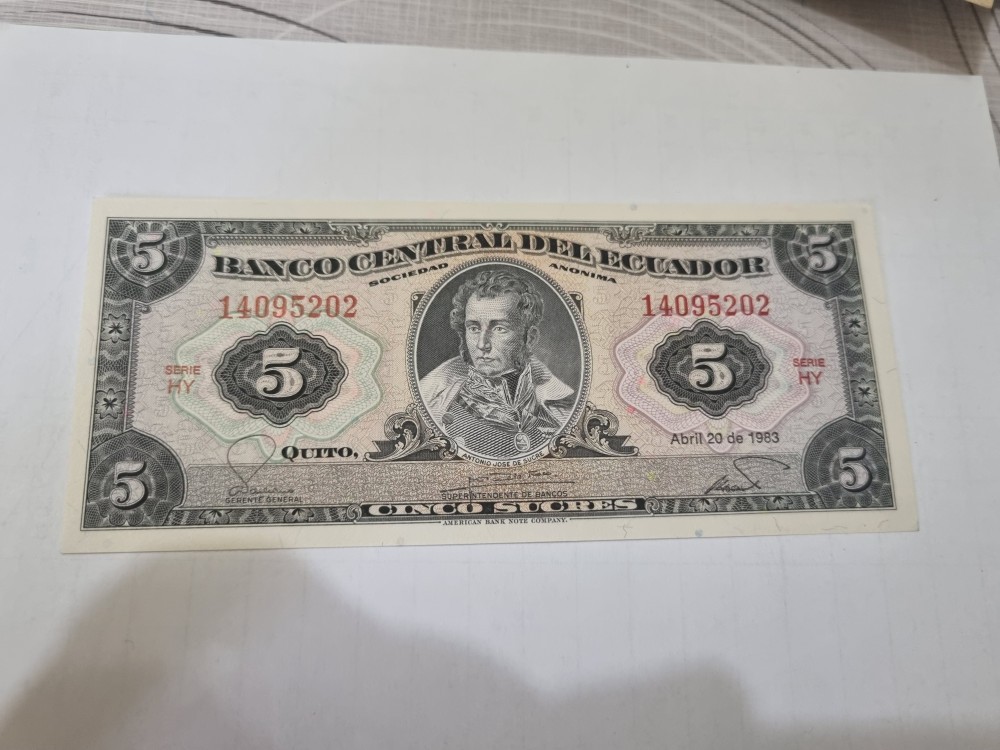 5 5
BANCO CENTRAL DEL ECUADOR
SOCIEDAD ANONIMA
14095202 14095202
5 5
SERIE HY SERIE HY
ANTONIO JOSE DE SUCRE
QUITO, Abril 20 de 1983
5 5
GERENTE GENERAL
SUPERINTENDENTE DE BANCOS
CINCO SUCRES
AMERICAN BANK NOTE COMPANY.